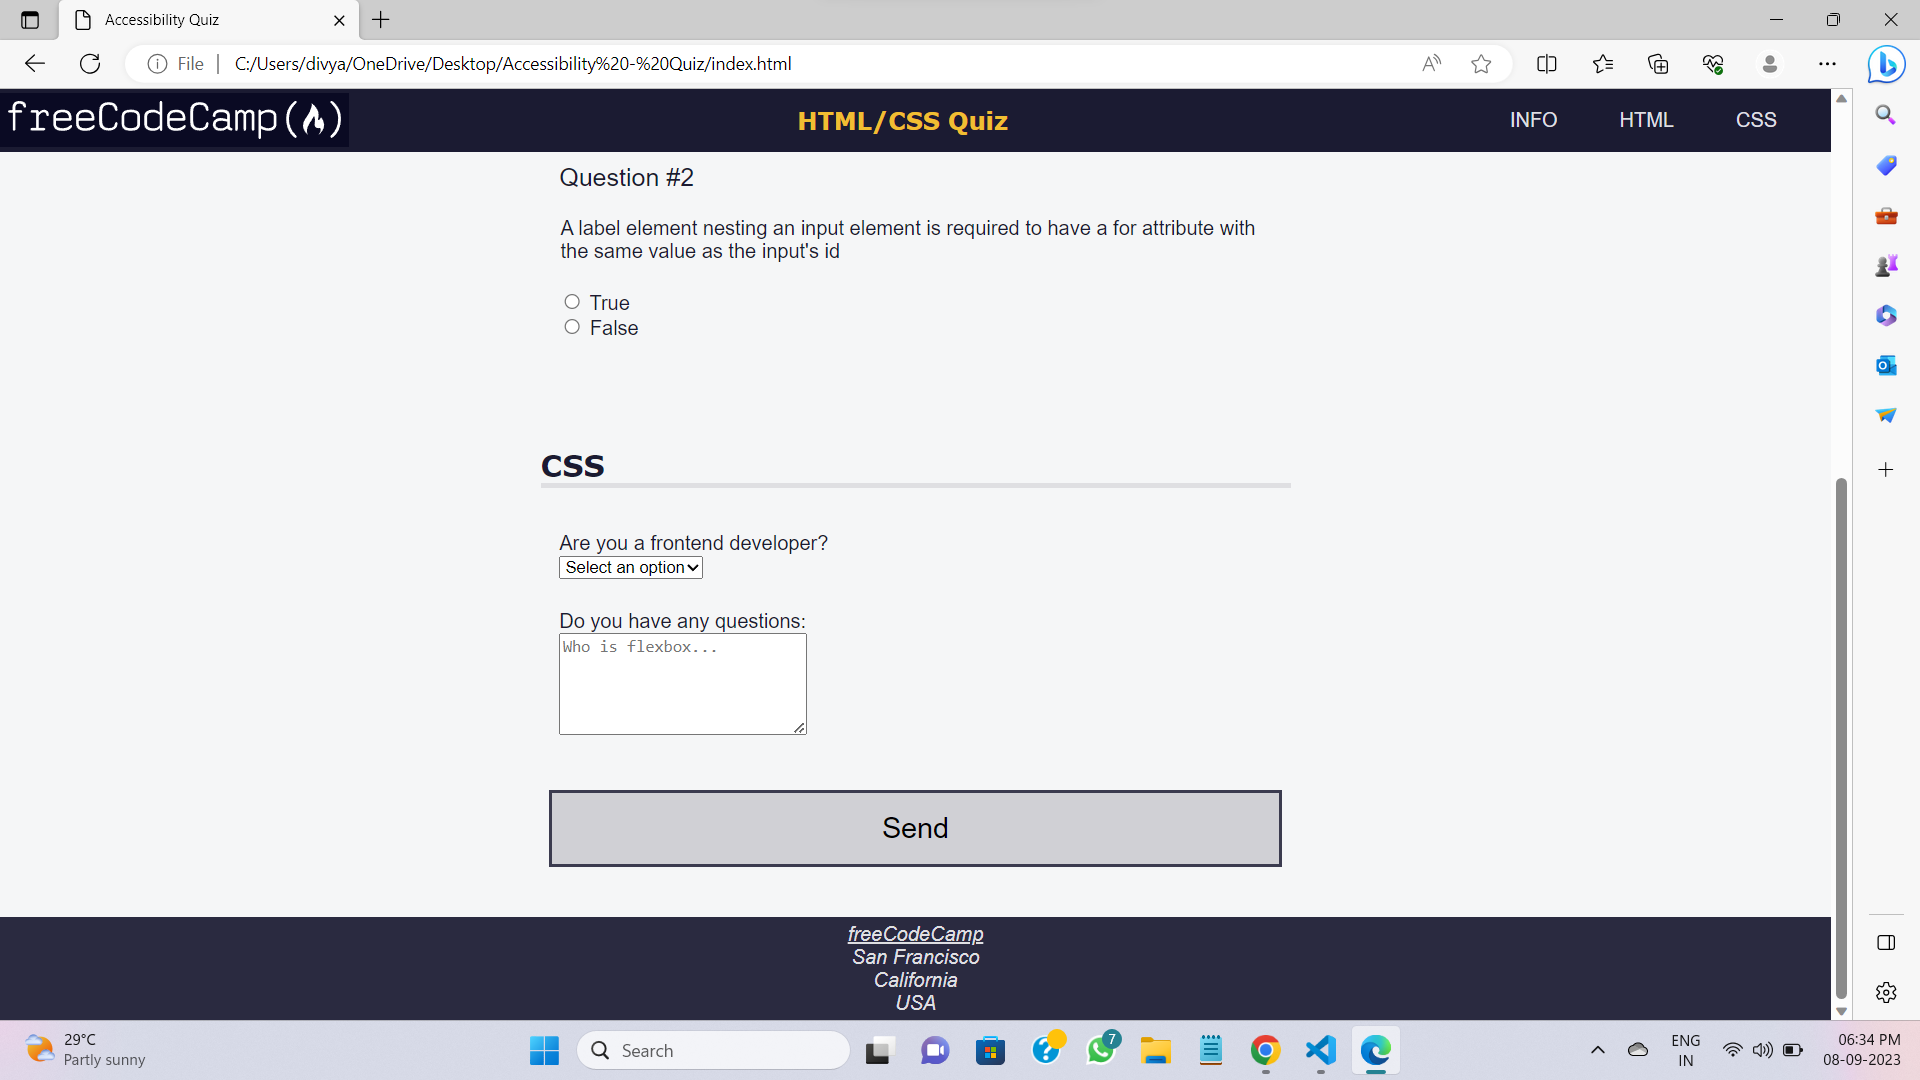 Accessibility Quiz
File
C:/Users/divya/OneDrive/Desktop/Accessibility%20-%20Quiz/index.html
freeCodeCamp
HTML/CSS Quiz
INFO
HTML
CSS
Question #2
A label element nesting an input element is required to have a for attribute with
the same value as the input's id
True
False
CSS
Are you a frontend developer?
Select an option
Do you have any questions:
Who is flexbox...
Send
freeCodeCamp
San Francisco
California
USA
29°C
Partly sunny
Search
7
ENG
IN
06:34 PM
08-09-2023